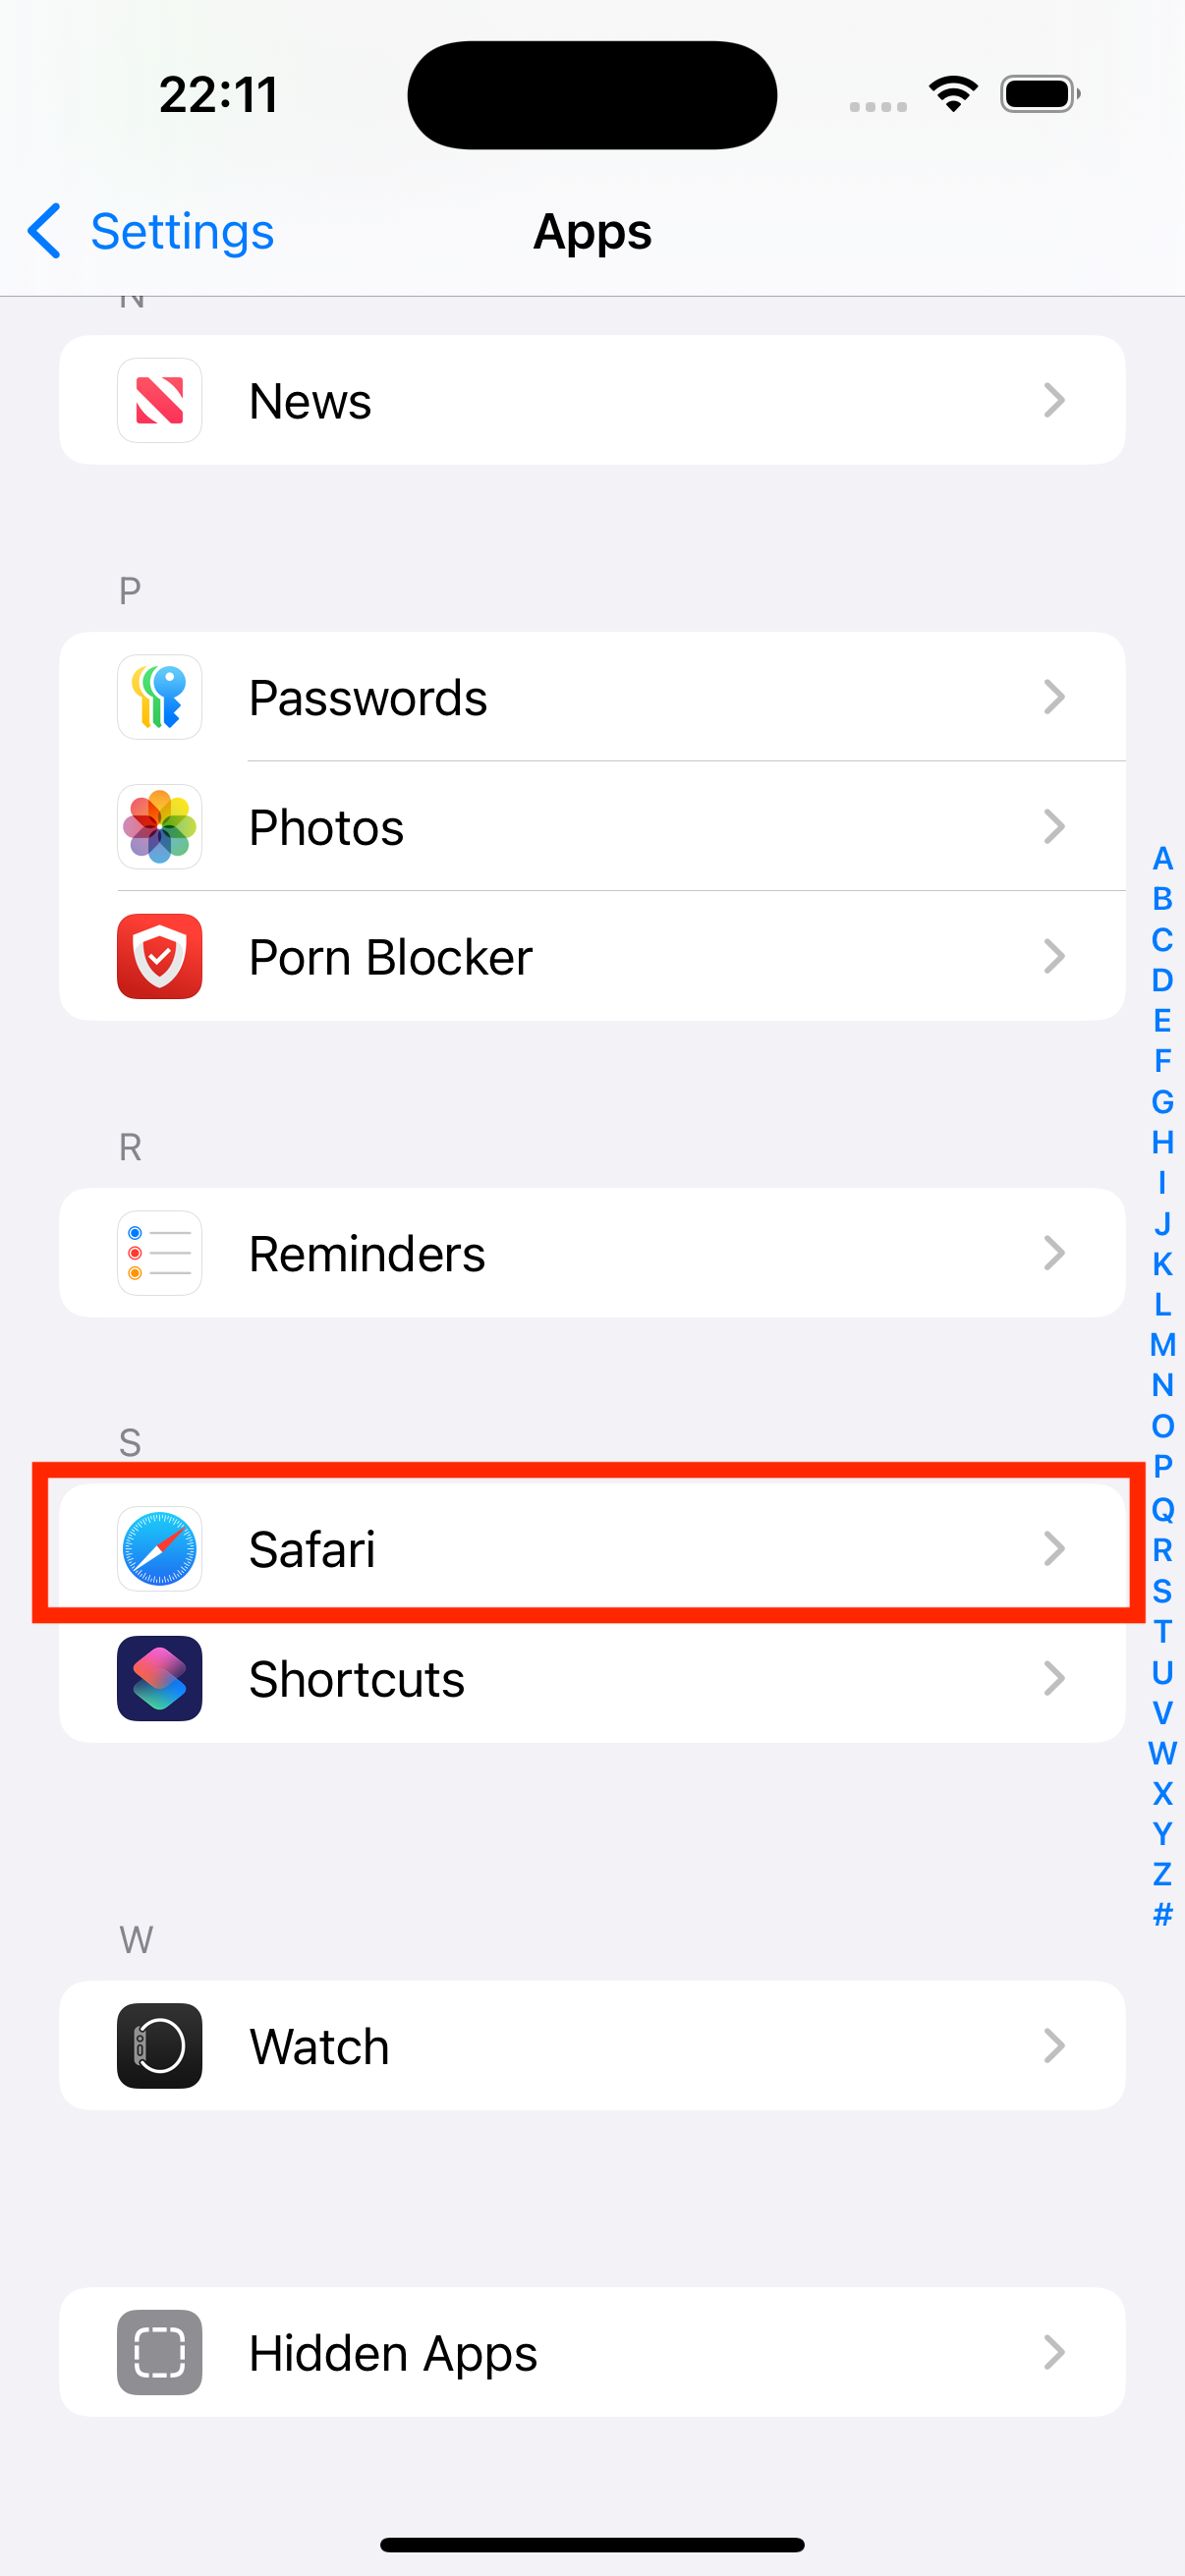 22:11
Settings
Apps
N
News
P
Passwords
Photos
Porn Blocker
R
Reminders
S
Safari
Shortcuts
W
Watch
Hidden Apps
A
B
C
D
E
F
G
H
I
J
K
L
M
N
O
P
Q
R
S
T
U
V
W
X
Y
Z
#